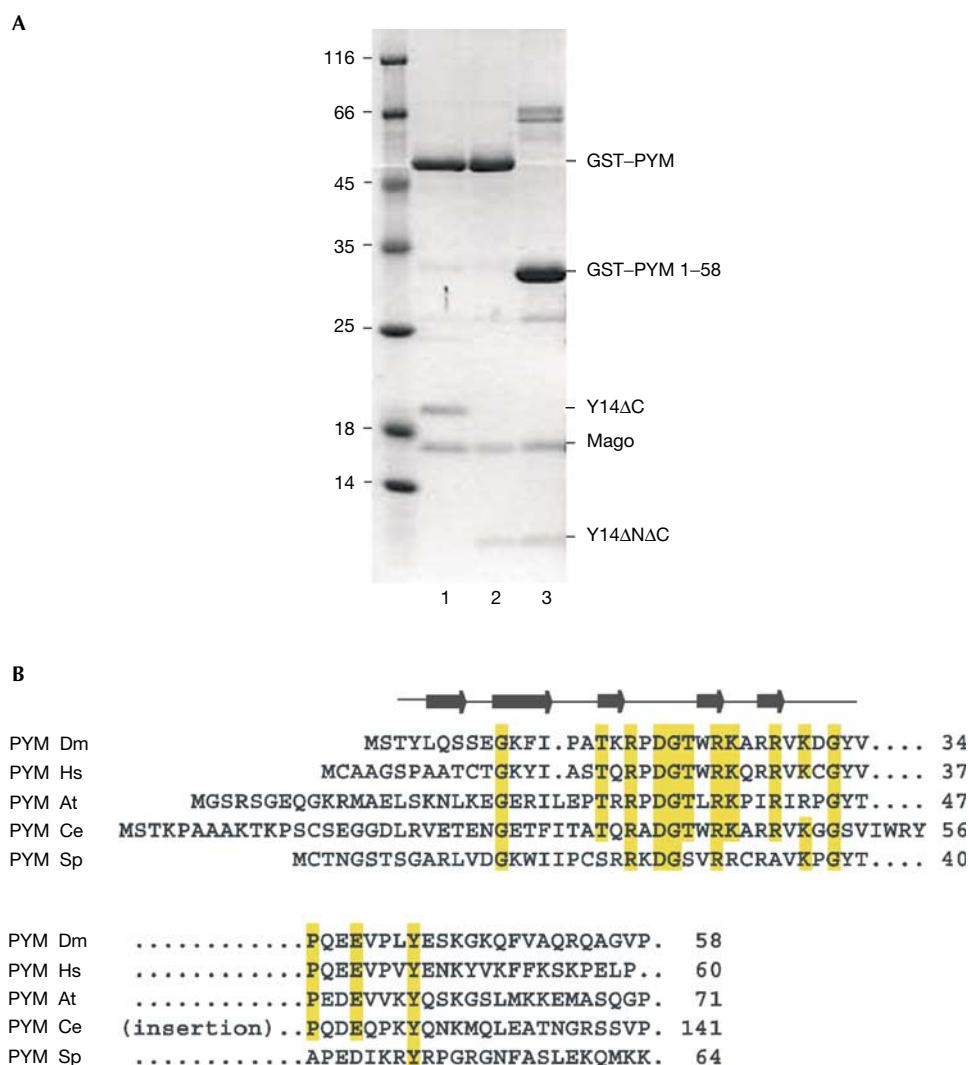 A
116
66
GST–PYM
45
35
GST–PYM 1–58
25
Y14ΔC
18
Mago
14
Y14ΔNΔC
1 2 3
B
PYM Dm MSTYLQSSEGKFI.PATKRPDGTWRKARRVKDGYV.... 34
PYM Hs MCAAGSPAATCTGKYI.ASTQRPDGTWRKQRRVKCGYV.... 37
PYM At MGSRSGEQGKRMAELSKNLKEGERILEPTRRPDGTLRKPIRIRPGYT.... 47
PYM Ce MSTKPAAAKTKPSCSEGGDLRVETENGETFITATQRADGTWRKARRVKGGSVIWRY 56
PYM Sp MCTNGSTSGARLVDGKWIIPCSRRKDGSVRRCRAVKPGYT.... 40
PYM Dm ............PQEEVPLYESKGKQFVAQRQAGVP. 58
PYM Hs ............PQEEVPVYENKYVKFFKSKPELP.. 60
PYM At ............PEDEVVKYQSKGSLMKKEMASQGP. 71
PYM Ce (insertion)..PQDEQPKYQNKMQLEATNGRSSVP. 141
PYM Sp ............APEDIKRYRPGRGNFASLEKQMKK. 64